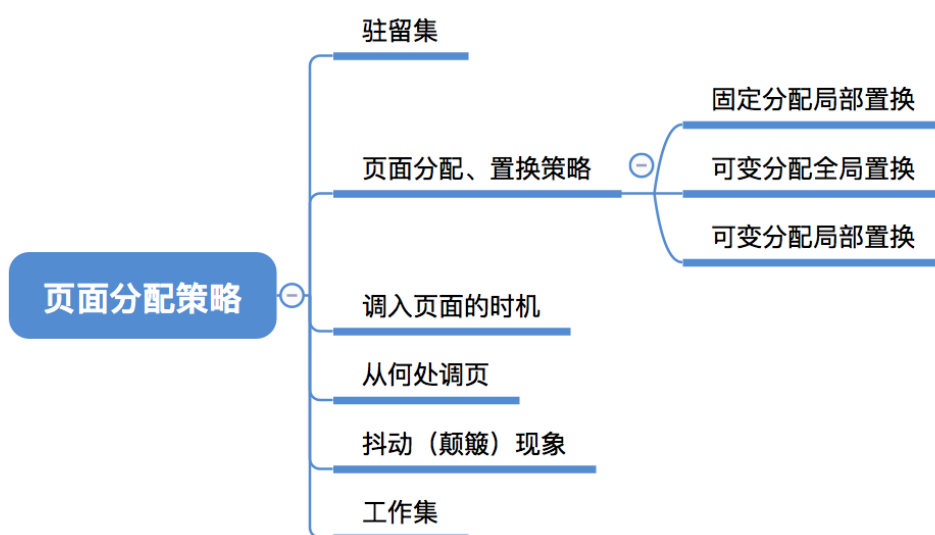 页面分配策略
驻留集
页面分配、置换策略
固定分配局部置换
可变分配全局置换
可变分配局部置换
调入页面的时机
从何处调页
抖动（颠簸）现象
工作集